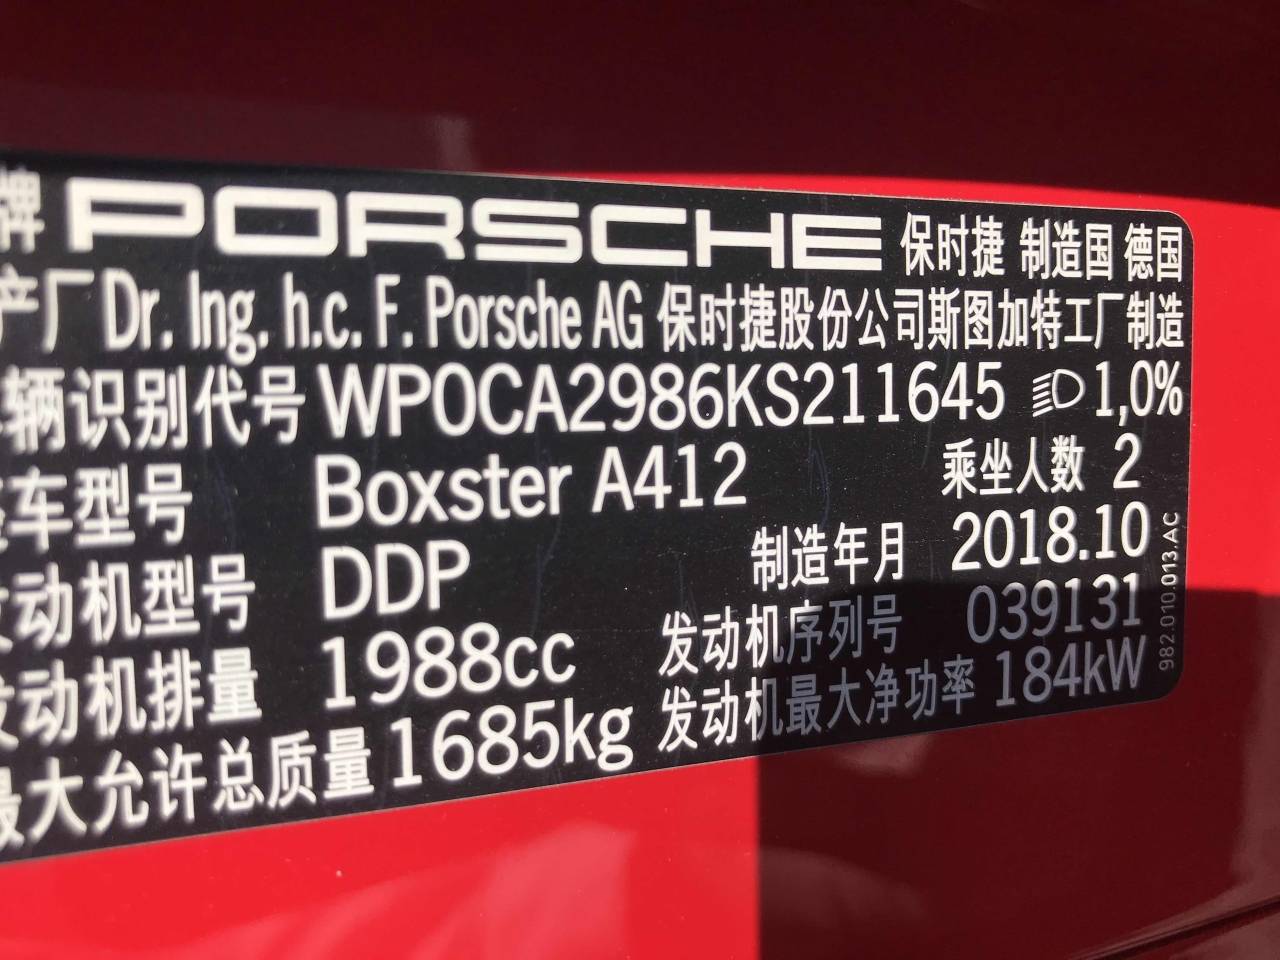 牌 PORSCHE 保时捷 制造国 德国
产厂 Dr. Ing. h.c. F. Porsche AG 保时捷股份公司斯图加特工厂制造
车辆识别代号 WP0CA2986KS211645 1,0%
整车型号 Boxster A412 乘坐人数 2
发动机型号 DDP 制造年月 2018.10
发动机排量 1988cc 发动机序列号 039131
最大允许总质量 1685kg 发动机最大净功率 184kW
982.010.013.AC